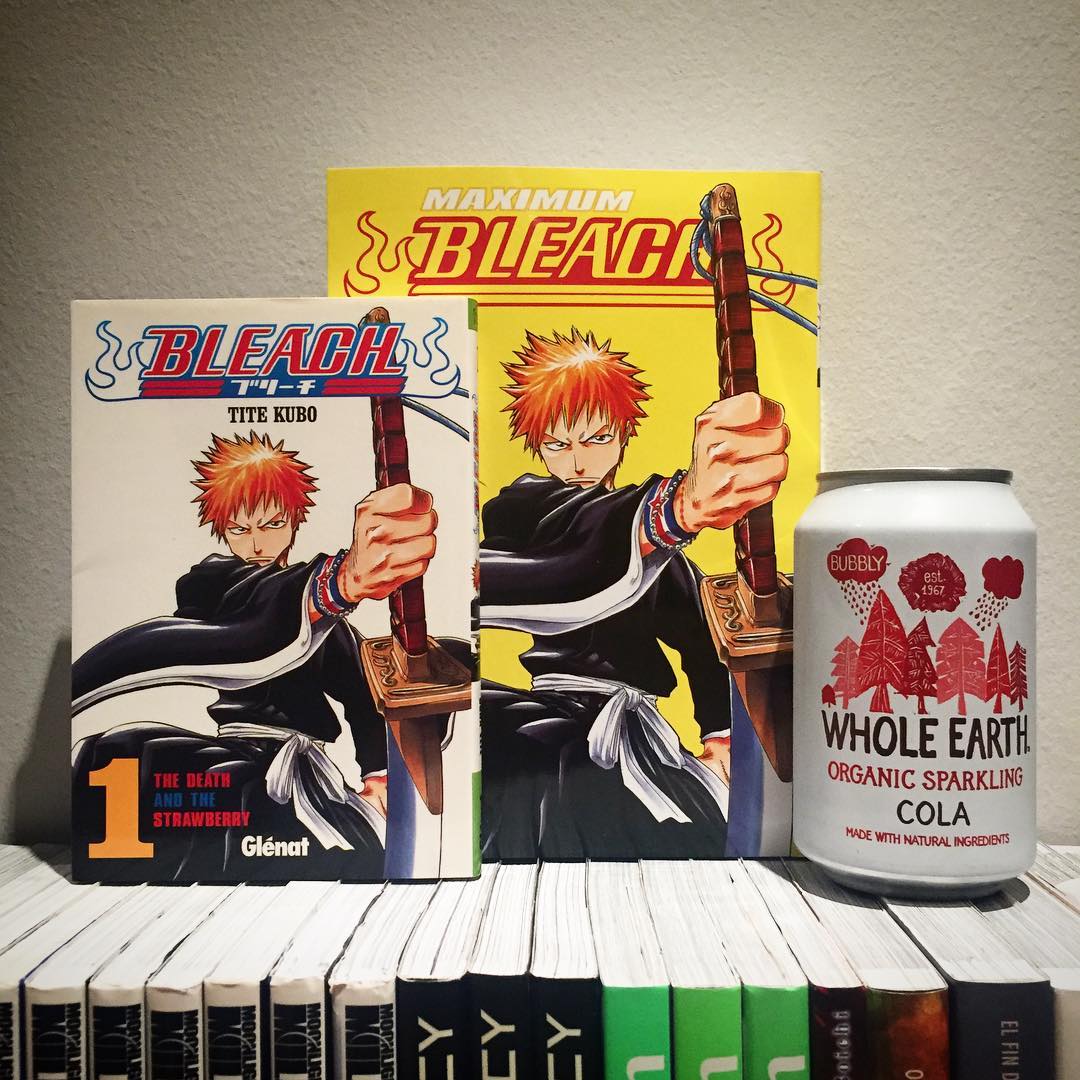 MAXIMUM
BLEACH
BLEACH
ブリーチ
TITE KUBO
1
THE DEATH
AND THE
STRAWBERRY
Glénat
BUBBLY
est.
1967
WHOLE EARTH®
ORGANIC SPARKLING
COLA
MADE WITH NATURAL INGREDIENTS
EL FIN D